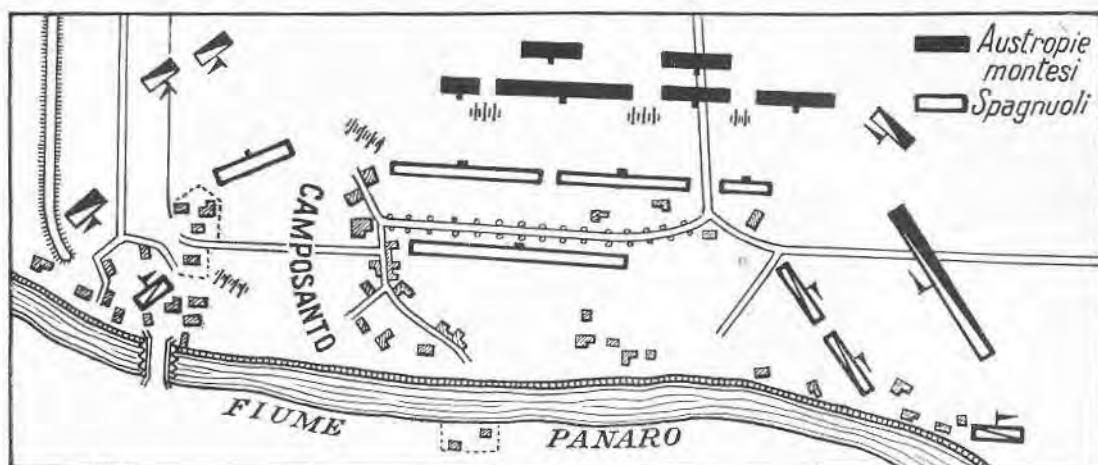 Austropie
montesi
Spagnuoli
CAMPOSANTO
FIUME PANARO